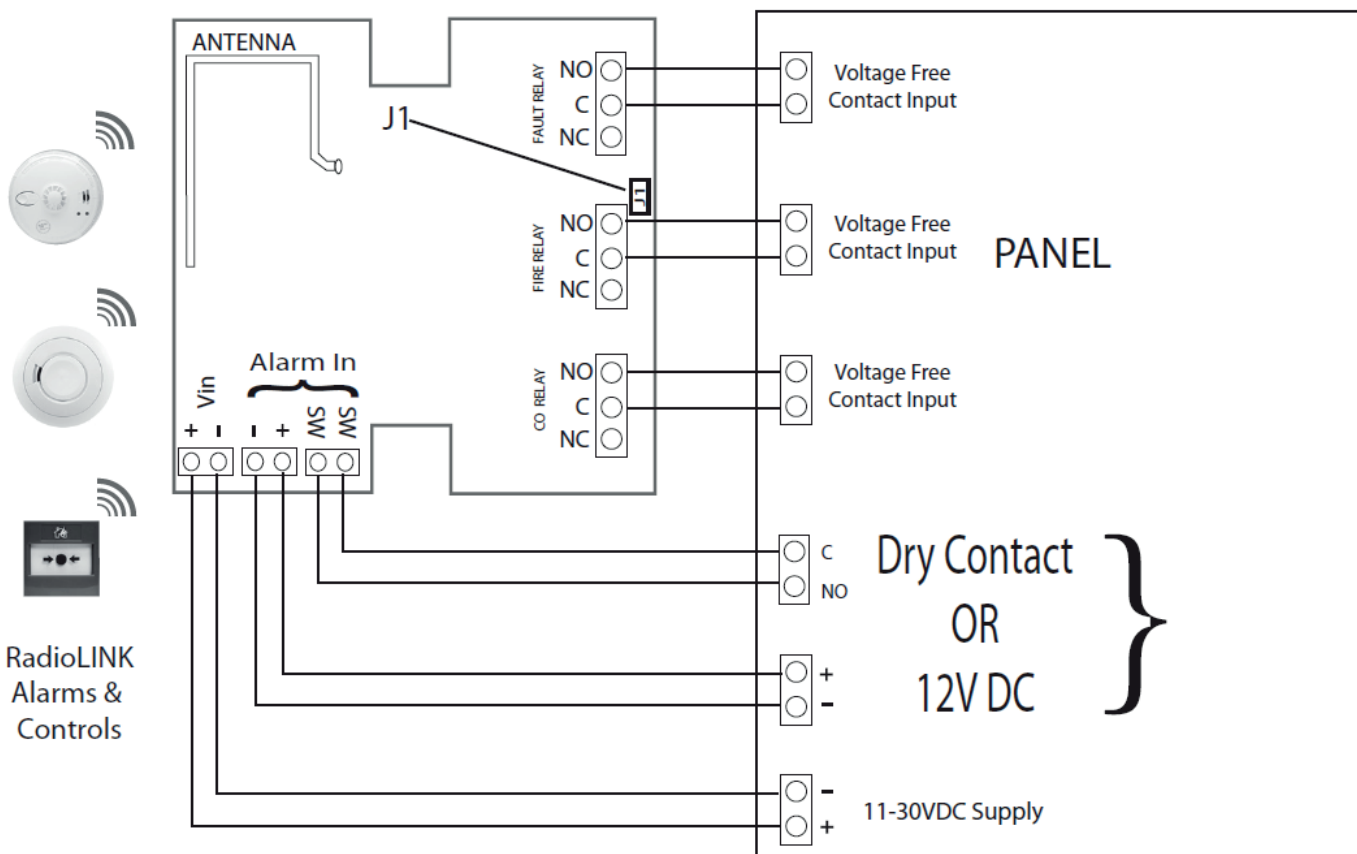 ANTENNA
J1
FAULT RELAY
NO
C
NC
J1
FIRE RELAY
NO
C
NC
CO RELAY
NO
C
NC
Alarm In
Vin
+
-
-
+
SW
SW
Voltage Free
Contact Input
Voltage Free
Contact Input
PANEL
Voltage Free
Contact Input
C
NO
Dry Contact
OR
12V DC
+
-
-
+
11-30VDC Supply
RadioLINK
Alarms &
Controls